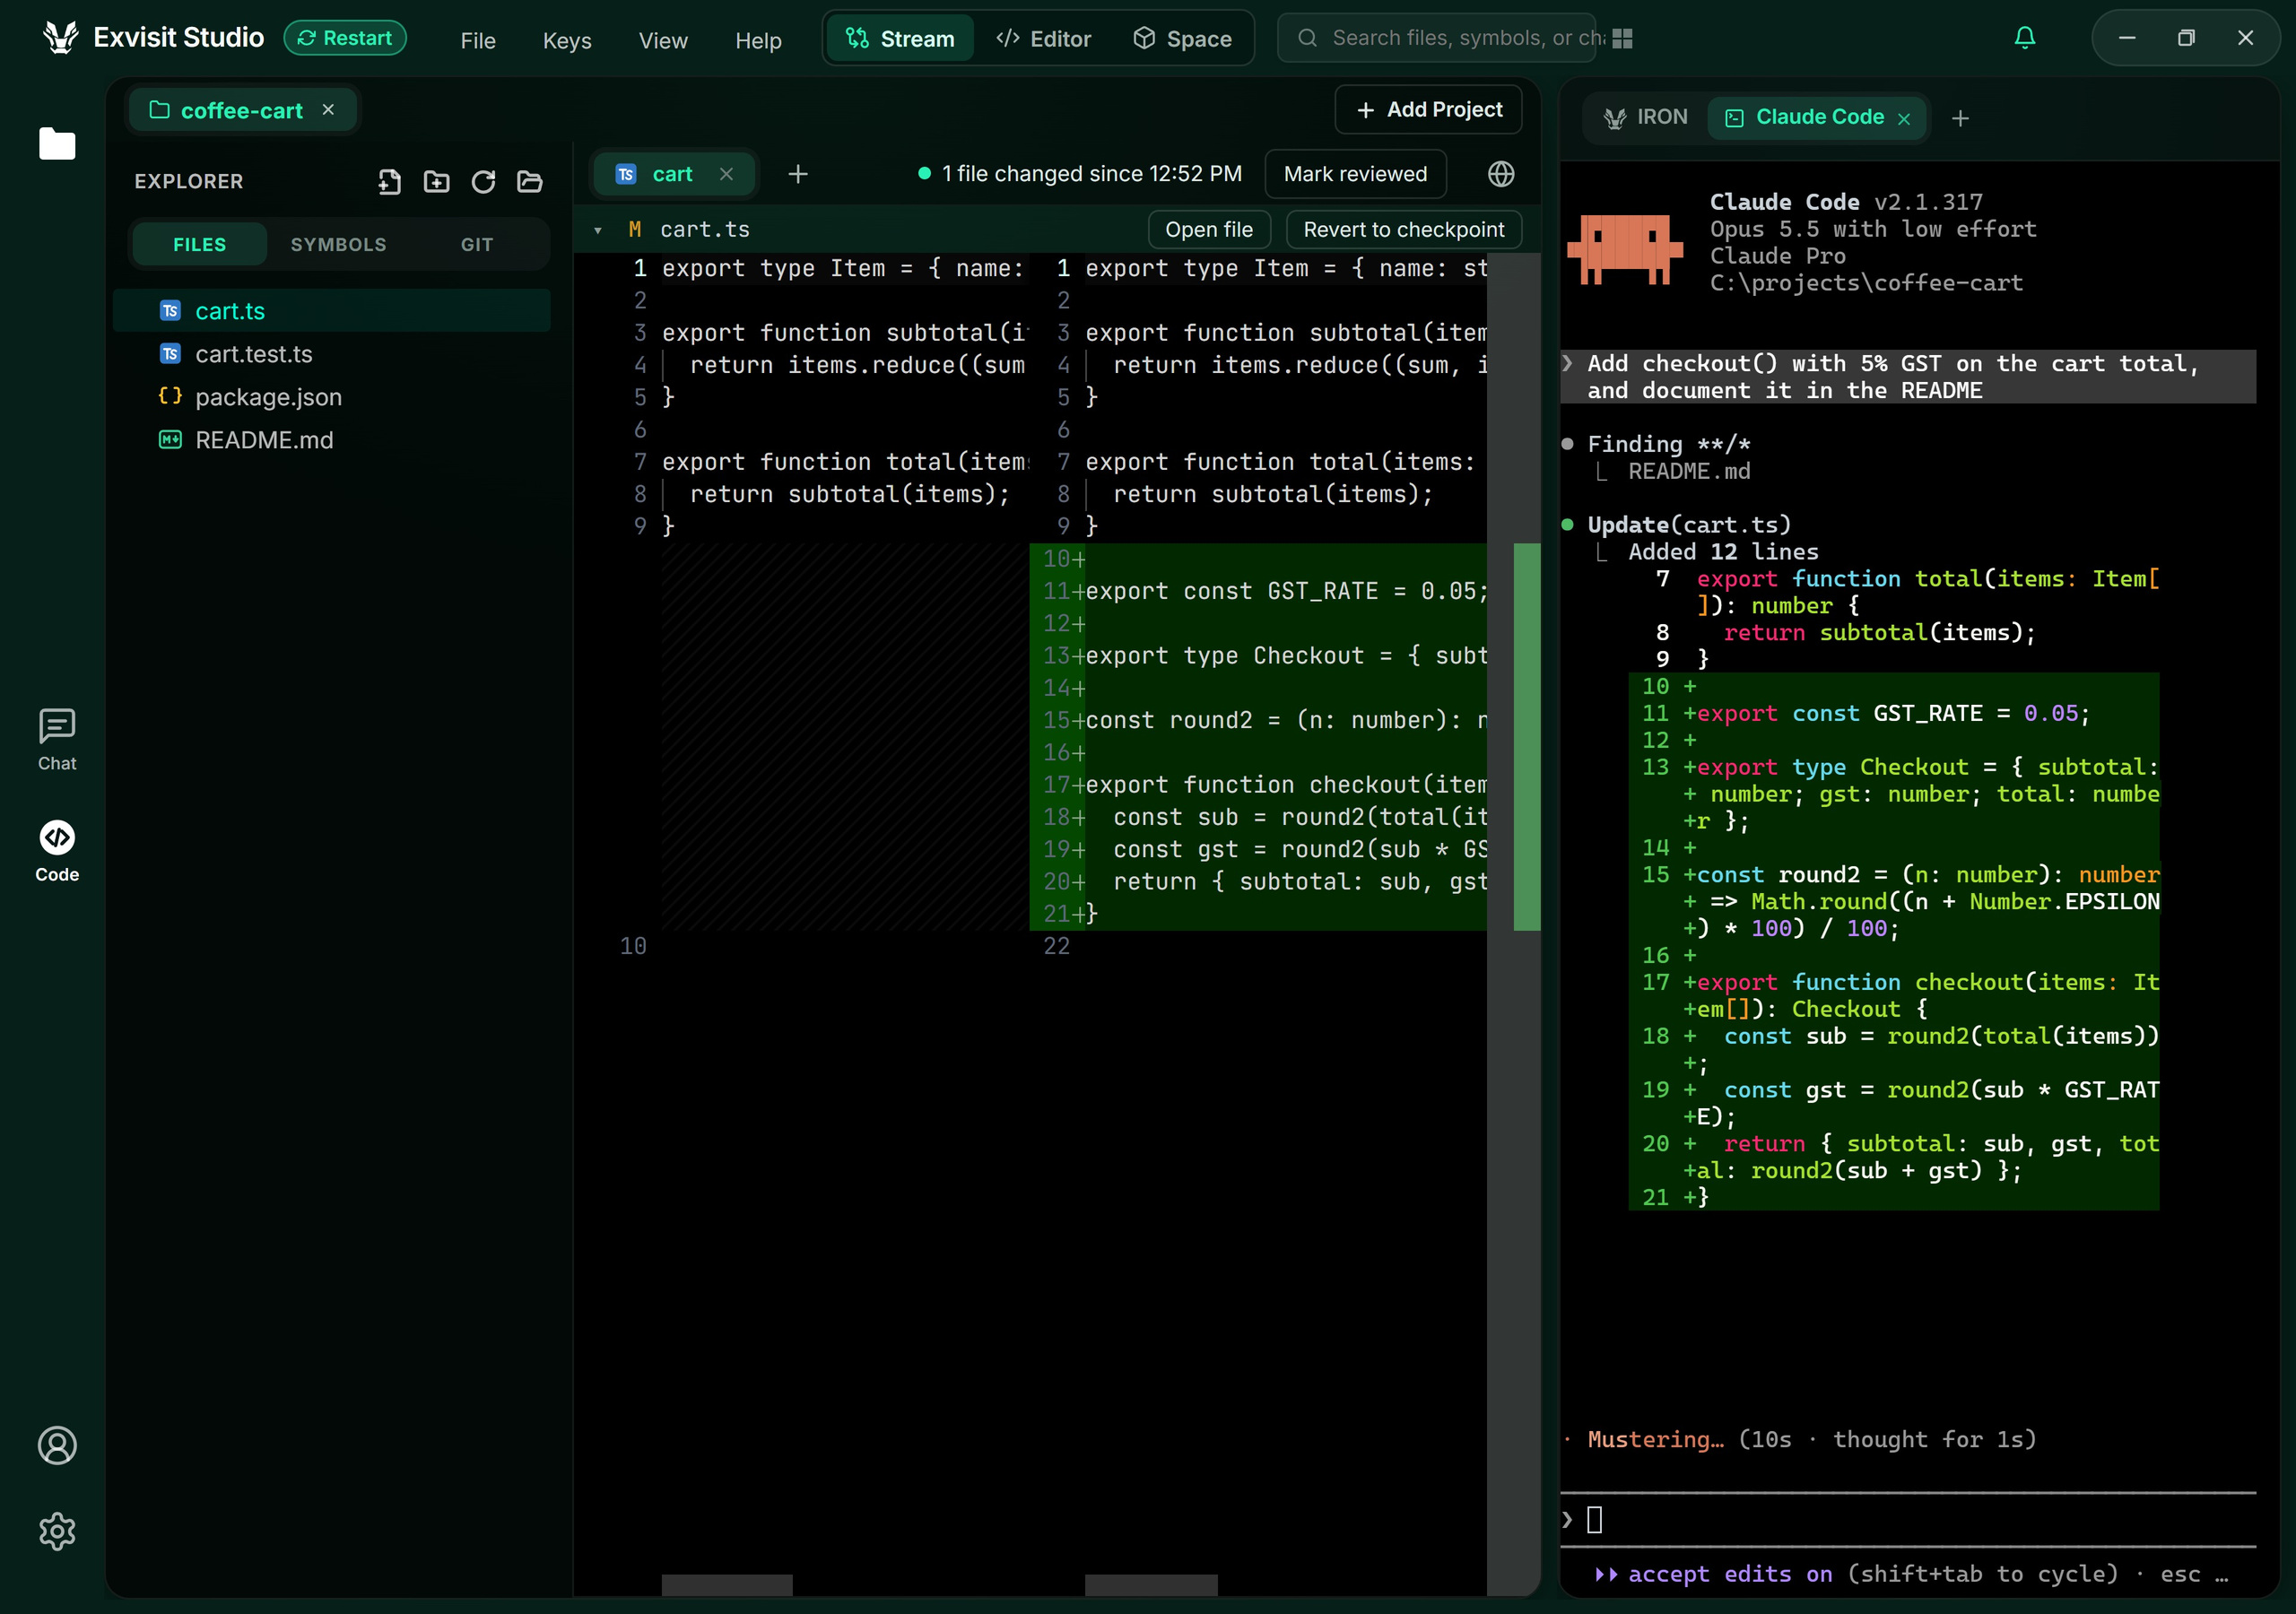 Exvisit Studio
Restart
File
Keys
View
Help
Stream
Editor
Space
Search files, symbols, or cha
coffee-cart
Add Project
EXPLORER
FILES
SYMBOLS
GIT
cart.ts
cart.test.ts
package.json
README.md
Chat
Code
cart
1 file changed since 12:52 PM
Mark reviewed
M cart.ts
Open file
Revert to checkpoint
1 export type Item = { name:
2
3 export function subtotal(it
4 return items.reduce((sum
5 }
6
7 export function total(items
8 return subtotal(items);
9 }
10
1 export type Item = { name: st
2
3 export function subtotal(item
4 return items.reduce((sum, i
5 }
6
7 export function total(items:
8 return subtotal(items);
9 }
10+
11+export const GST_RATE = 0.05;
12+
13+export type Checkout = { subt
14+
15+const round2 = (n: number): n
16+
17+export function checkout(item
18+ const sub = round2(total(it
19+ const gst = round2(sub * GS
20+ return { subtotal: sub, gst
21+}
22
IRON
Claude Code
Claude Code v2.1.317
Opus 5.5 with low effort
Claude Pro
C:\projects\coffee-cart
❯ Add checkout() with 5% GST on the cart total,
and document it in the README
● Finding **/*
⎿ README.md
● Update(cart.ts)
⎿ Added 12 lines
7 export function total(items: Item[
]): number {
8 return subtotal(items);
9 }
10 +
11 +export const GST_RATE = 0.05;
12 +
13 +export type Checkout = { subtotal:
+ number; gst: number; total: numbe
+r };
14 +
15 +const round2 = (n: number): number
+ => Math.round((n + Number.EPSILON
+) * 100) / 100;
16 +
17 +export function checkout(items: It
+em[]): Checkout {
18 + const sub = round2(total(items))
+;
19 + const gst = round2(sub * GST_RAT
+E);
20 + return { subtotal: sub, gst, tot
+al: round2(sub + gst) };
21 +}
· Mustering… (10s · thought for 1s)
❯
⏵⏵ accept edits on (shift+tab to cycle) · esc …